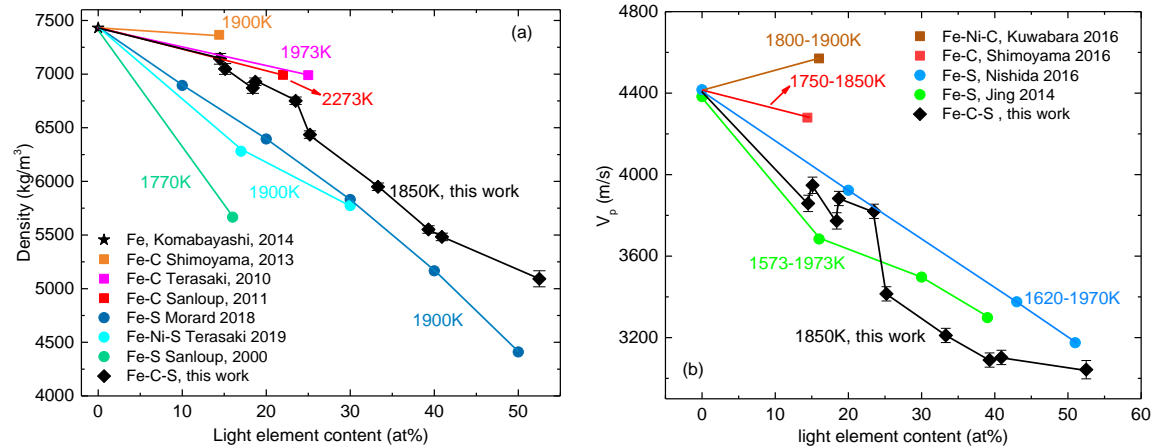 (a)
7500
7000
6500
6000
5500
5000
4500
4000
Density (kg/m³)
1900K
1973K
2273K
1770K
1900K
1850K, this work
1900K
Fe, Komabayashi, 2014
Fe-C Shimoyama, 2013
Fe-C Terasaki, 2010
Fe-C Sanloup, 2011
Fe-S Morard 2018
Fe-Ni-S Terasaki 2019
Fe-S Sanloup, 2000
Fe-C-S, this work
0 10 20 30 40 50
Light element content (at%)
4800
4400
4000
3600
3200
V_p (m/s)
1800-1900K
1750-1850K
Fe-Ni-C, Kuwabara 2016
Fe-C, Shimoyama 2016
Fe-S, Nishida 2016
Fe-S, Jing 2014
Fe-C-S , this work
1573-1973K
1620-1970K
1850K, this work
(b)
0 10 20 30 40 50 60
light element content (at%)